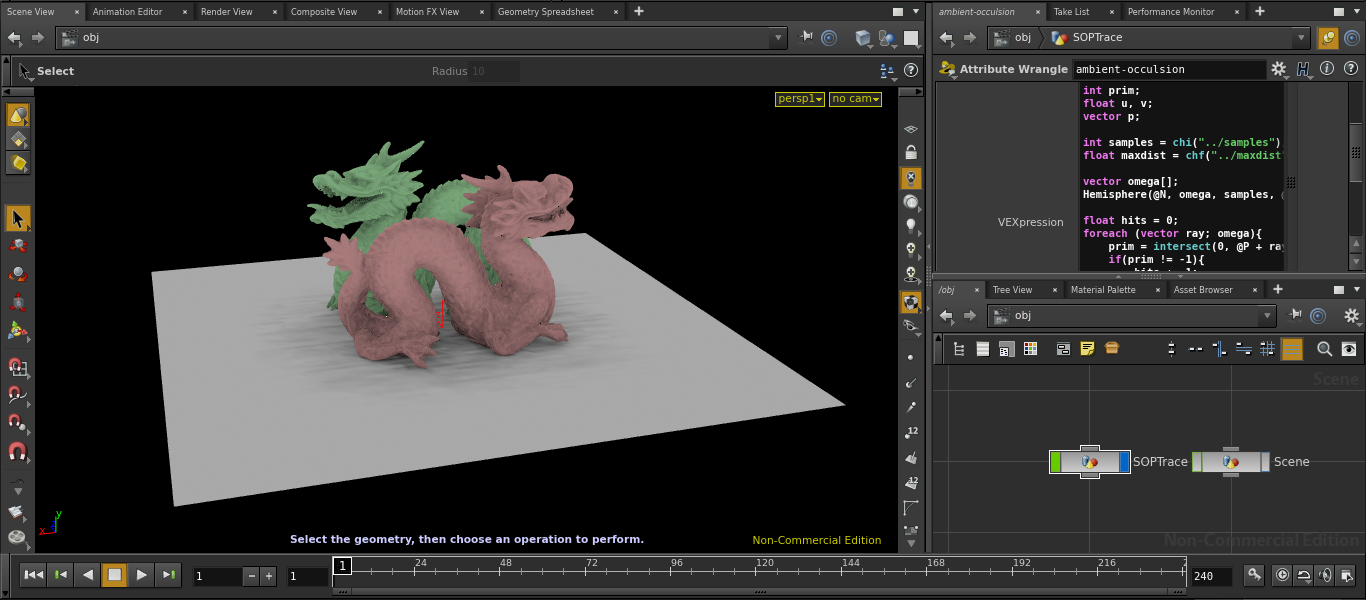 Scene View
Animation Editor
Render View
Composite View
Motion FX View
Geometry Spreadsheet
obj
Select
Radius 10
persp1
no cam
y
x
Select the geometry, then choose an operation to perform.
Non-Commercial Edition
ambient-occulsion
Take List
Performance Monitor
obj
SOPTrace
Attribute Wrangle
ambient-occulsion
VEXpression
int prim;
float u, v;
vector p;
int samples = chi("../samples")
float maxdist = chf("../maxdist
vector omega[];
Hemisphere(@N, omega, samples,
float hits = 0;
foreach (vector ray; omega){
prim = intersect(0, @P + ra
if(prim != -1){
/obj
Tree View
Material Palette
Asset Browser
obj
Scene
SOPTrace
Scene
Non-Commercial Edition
12
12
1
1
1
24
48
72
96
120
144
168
192
216
2
240